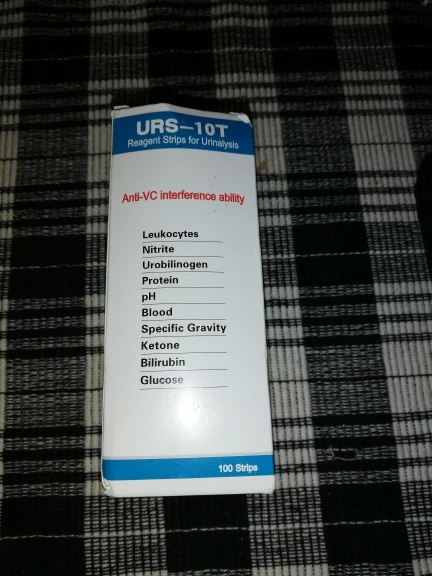 URS-10T
Reagent Strips for Urinalysis
Anti-VC interference ability
Leukocytes
Nitrite
Urobilinogen
Protein
pH
Blood
Specific Gravity
Ketone
Bilirubin
Glucose
100 Strips